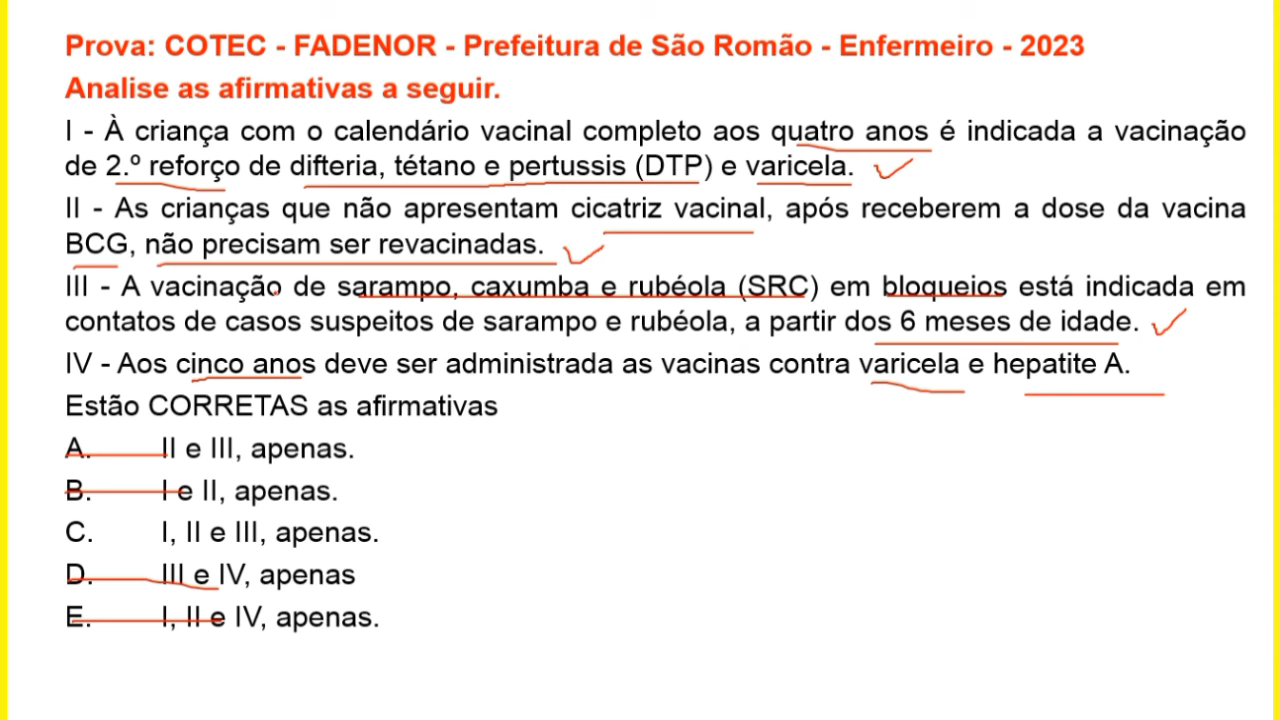 Prova: COTEC - FADENOR - Prefeitura de São Romão - Enfermeiro - 2023
Analise as afirmativas a seguir.
I - À criança com o calendário vacinal completo aos quatro anos é indicada a vacinação
de 2.º reforço de difteria, tétano e pertussis (DTP) e varicela.
II - As crianças que não apresentam cicatriz vacinal, após receberem a dose da vacina
BCG, não precisam ser revacinadas.
III - A vacinação de sarampo, caxumba e rubéola (SRC) em bloqueios está indicada em
contatos de casos suspeitos de sarampo e rubéola, a partir dos 6 meses de idade.
IV - Aos cinco anos deve ser administrada as vacinas contra varicela e hepatite A.
Estão CORRETAS as afirmativas
A. II e III, apenas.
B. I e II, apenas.
C. I, II e III, apenas.
D. III e IV, apenas
E. I, II e IV, apenas.